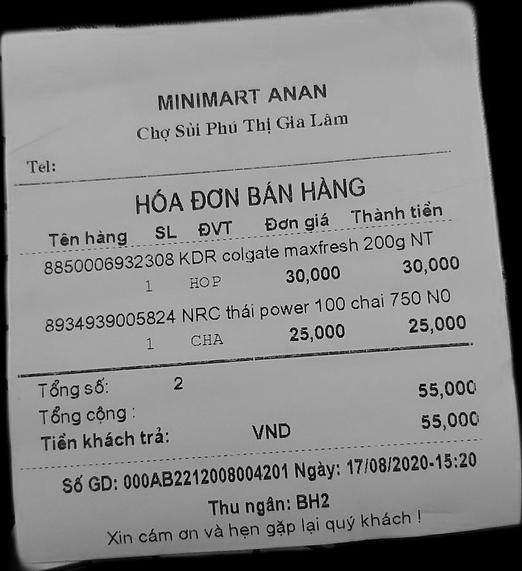 MINIMART ANAN
Chợ Sủi Phú Thị Gia Lâm
Tel:
HÓA ĐƠN BÁN HÀNG
Tên hàng SL ĐVT Đơn giá Thành tiền
8850006932308 KDR colgate maxfresh 200g NT
1 HOP 30,000 30,000
8934939005824 NRC thái power 100 chai 750 N0
1 CHA 25,000 25,000
Tổng số: 2
Tổng cộng : 55,000
Tiền khách trả: VND 55,000
Số GD: 000AB2212008004201 Ngày: 17/08/2020-15:20
Thu ngân: BH2
Xin cám ơn và hẹn gặp lại quý khách !